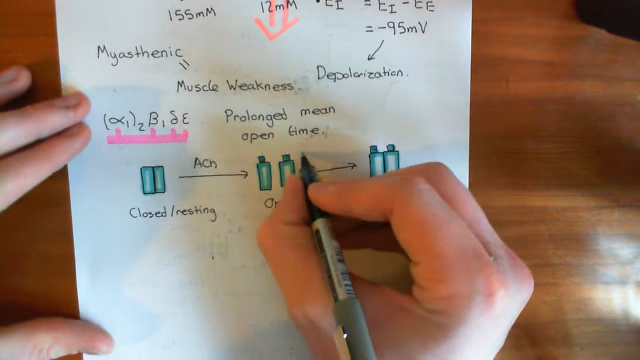 155mM
12mM
• E_I = E_I - E_E
= -95mV
Myasthenic
=
Muscle Weakness.
Depolarization.
(α₁)₂ β₁ δ ε
Prolonged mean
open time.
ACh
Closed/resting